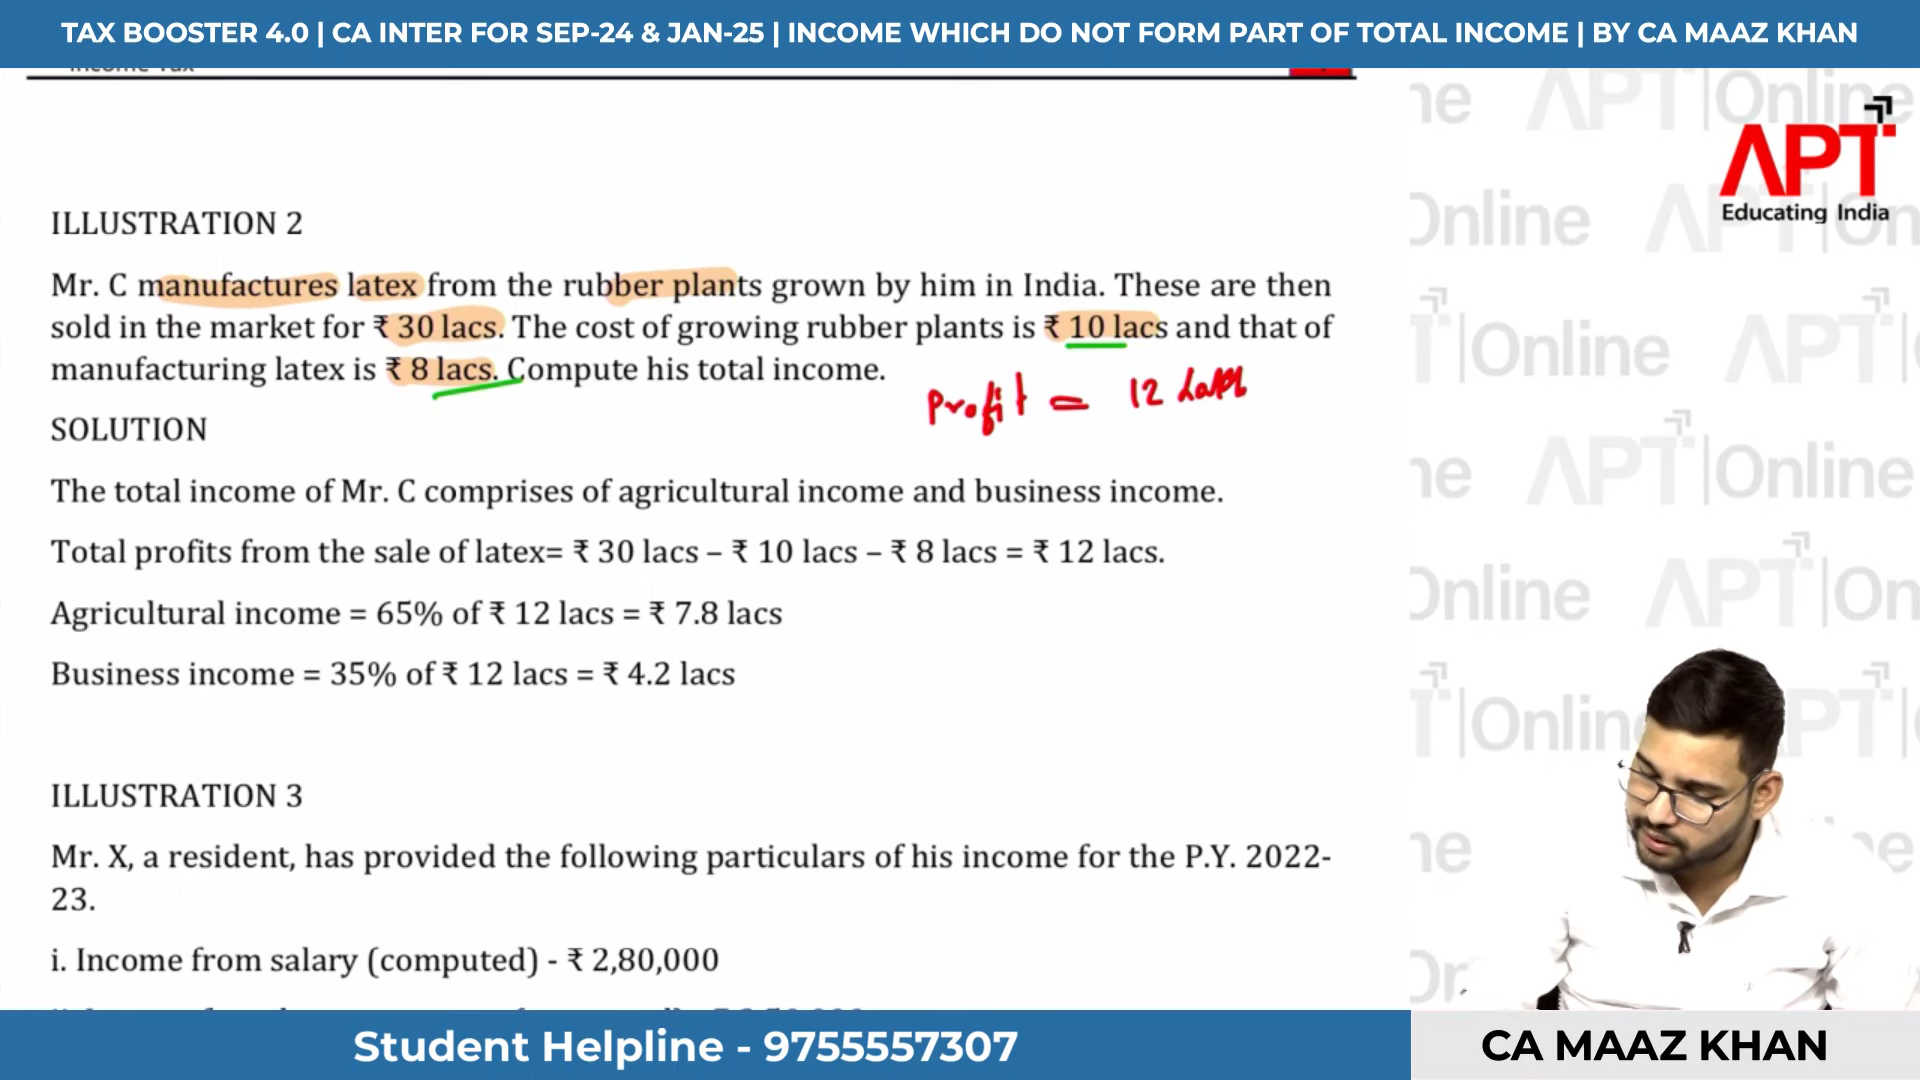 TAX BOOSTER 4.0 | CA INTER FOR SEP-24 & JAN-25 | INCOME WHICH DO NOT FORM PART OF TOTAL INCOME | BY CA MAAZ KHAN
Income Tax
APT
Educating India
ILLUSTRATION 2
Mr. C manufactures latex from the rubber plants grown by him in India. These are then
sold in the market for ₹ 30 lacs. The cost of growing rubber plants is ₹ 10 lacs and that of
manufacturing latex is ₹ 8 lacs. Compute his total income.
Profit = 12
SOLUTION
The total income of Mr. C comprises of agricultural income and business income.
Total profits from the sale of latex= ₹ 30 lacs – ₹ 10 lacs – ₹ 8 lacs = ₹ 12 lacs.
Agricultural income = 65% of ₹ 12 lacs = ₹ 7.8 lacs
Business income = 35% of ₹ 12 lacs = ₹ 4.2 lacs
ILLUSTRATION 3
Mr. X, a resident, has provided the following particulars of his income for the P.Y. 2022-
23.
i. Income from salary (computed) - ₹ 2,80,000
Student Helpline - 9755557307
CA MAAZ KHAN